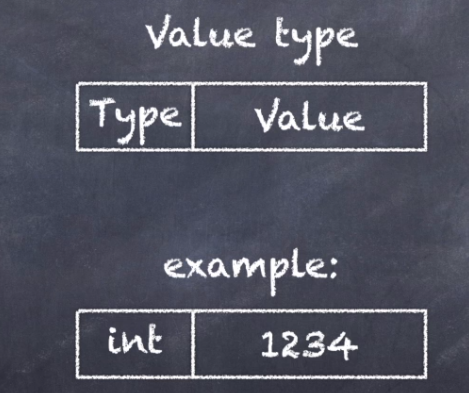 Value type
Type Value
example:
int 1234